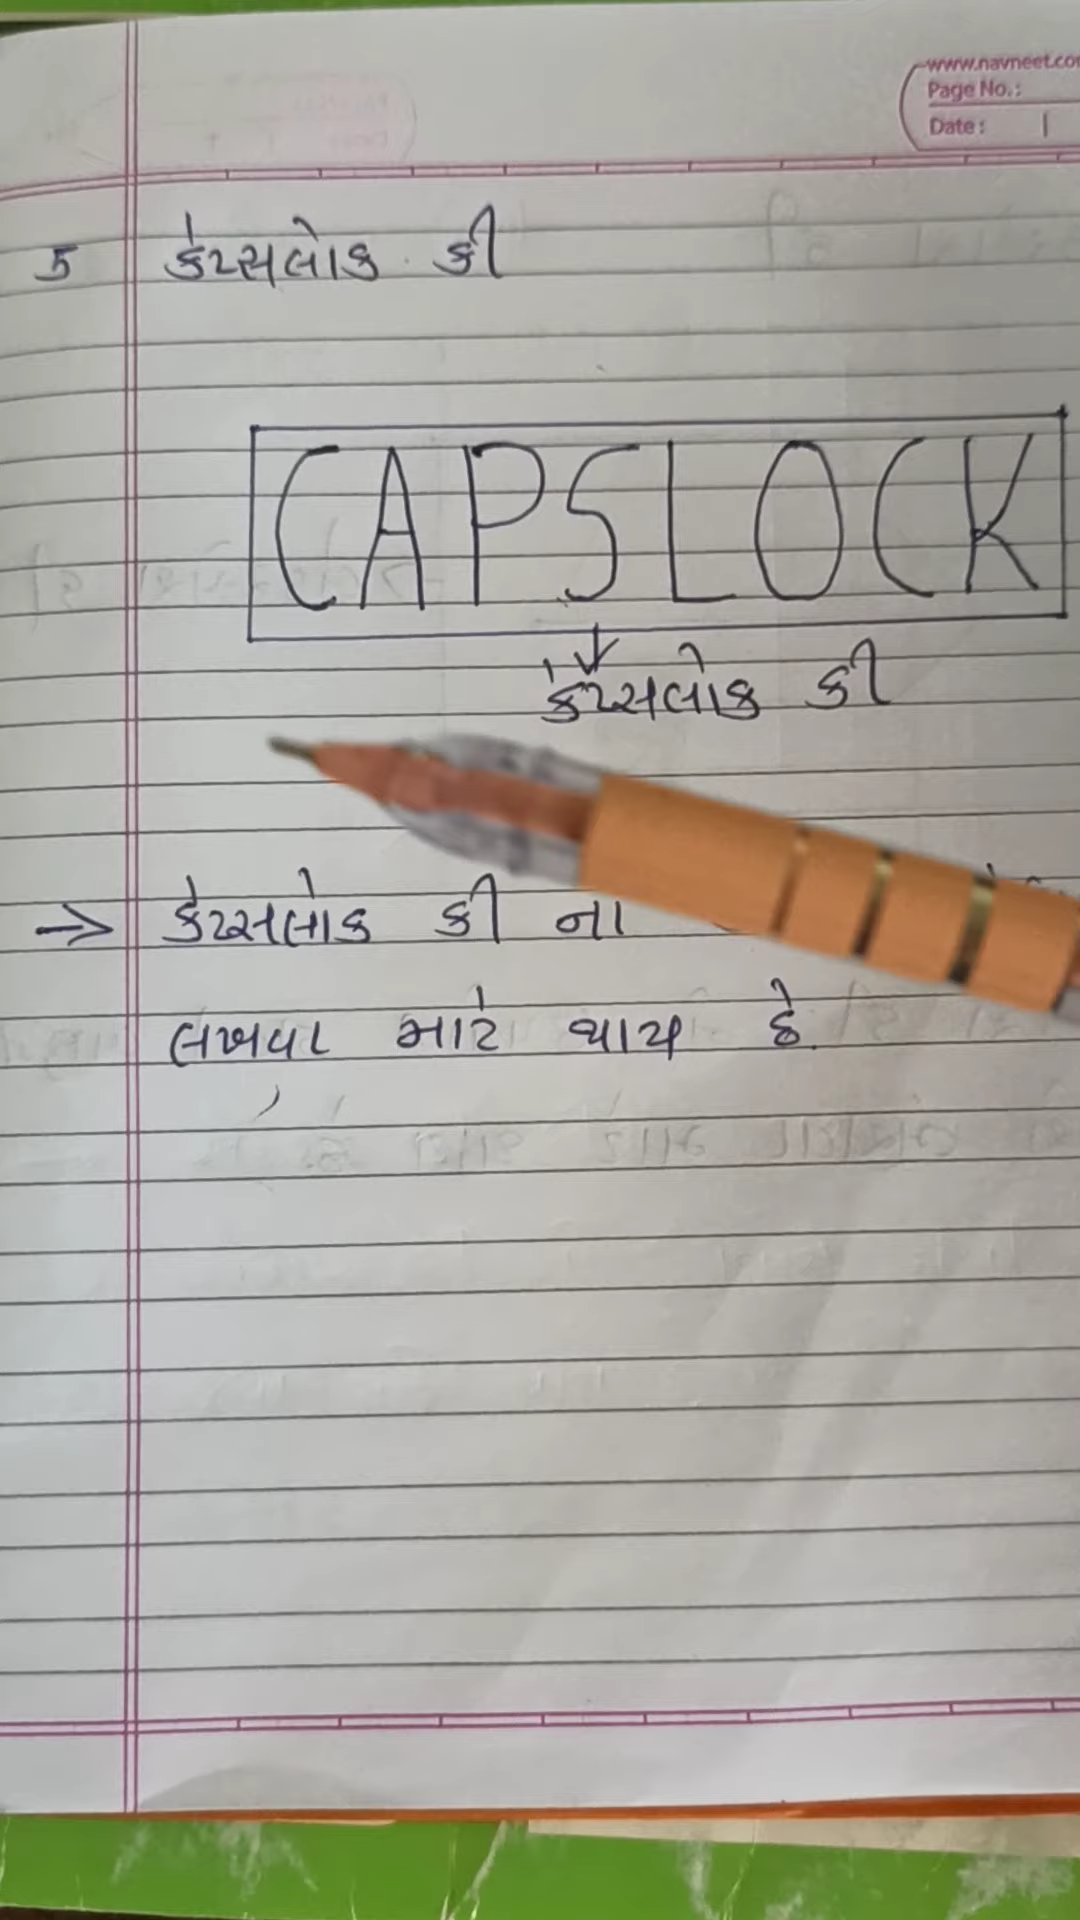 www.navneet.co
Page No.:
Date:
5 કેપ્સલોક કી
CAPSLOCK
કેપ્સલોક કી
→ કેપ્સલોક કી ના
લખવા માટે થાય છે.